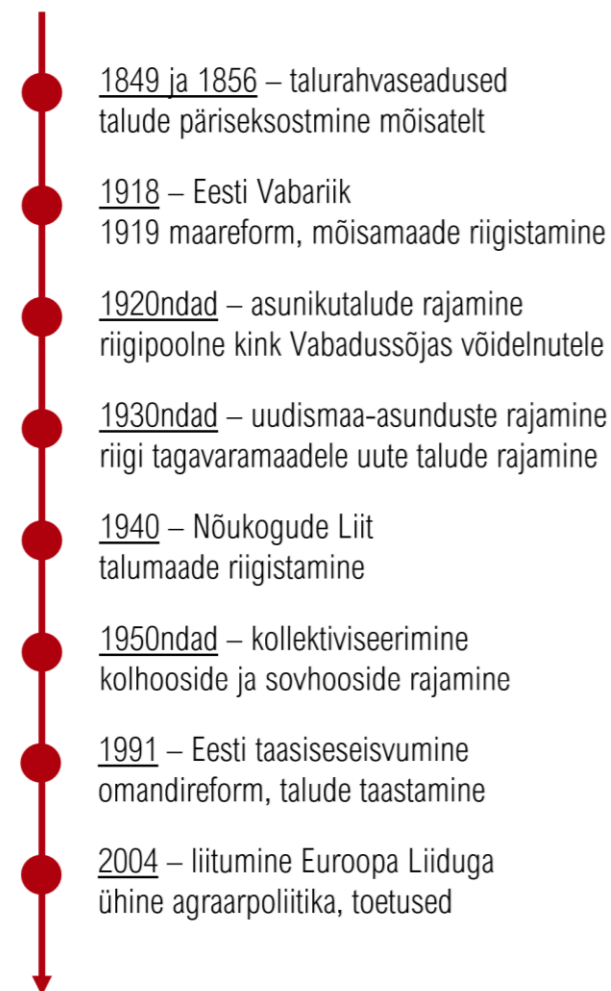 1849 ja 1856 – talurahvaseadused
talude päriseksostmine mõisatelt
1918 – Eesti Vabariik
1919 maareform, mõisamaade riigistamine
1920ndad – asunikutalude rajamine
riigipoolne kink Vabadussõjas võidelnutele
1930ndad – uudismaa-asunduste rajamine
riigi tagavaramaadele uute talude rajamine
1940 – Nõukogude Liit
talumaade riigistamine
1950ndad – kollektiviseerimine
kolhooside ja sovhooside rajamine
1991 – Eesti taasiseseisvumine
omandireform, talude taastamine
2004 – liitumine Euroopa Liiduga
ühine agraarpoliitika, toetused